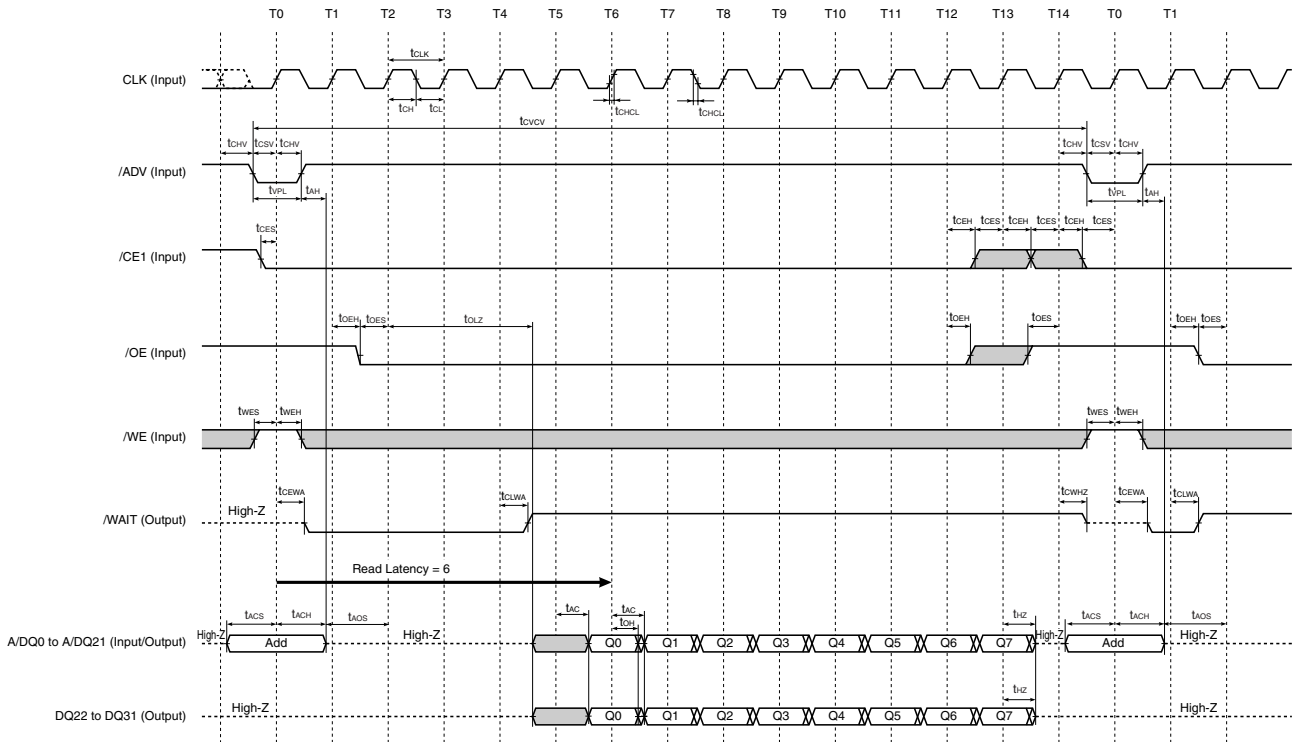 T0 T1 T2 T3 T4 T5 T6 T7 T8 T9 T10 T11 T12 T13 T14 T0 T1
tCLK
CLK (Input)
tCH tCL tCHCL tCHCL
tCVCV
tCHV tCSV tCHV tCHV tCSV tCHV
/ADV (Input)
tVPL tAH tVPL tAH
tCES tCEH tCES tCEH tCES tCEH tCES
/CE1 (Input)
tOEH tOES tOLZ tOEH tOES tOEH tOES
/OE (Input)
tWES tWEH tWES tWEH
/WE (Input)
tCEWA tCLWA tCWHZ tCEWA tCLWA
High-Z
/WAIT (Output)
Read Latency = 6
tACS tACH tAOS tAC tAC tOH tHZ tACS tACH tAOS
A/DQ0 to A/DQ21 (Input/Output) High-Z Add High-Z Q0 Q1 Q2 Q3 Q4 Q5 Q6 Q7 High-Z Add High-Z
tHZ
DQ22 to DQ31 (Output) High-Z Q0 Q1 Q2 Q3 Q4 Q5 Q6 Q7 High-Z